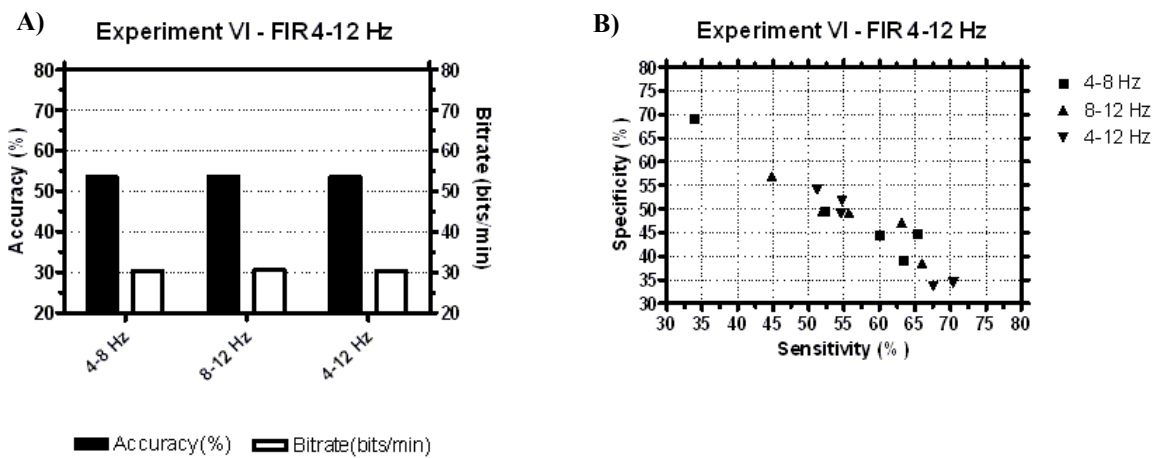 A)
Experiment VI - FIR 4-12 Hz
80
70
60
50
40
30
20
Accuracy (%)
80
70
60
50
40
30
20
Bitrate (bits/min)
4-8 Hz
8-12 Hz
4-12 Hz
Accuracy(%)
Bitrate(bits/min)
B)
Experiment VI - FIR 4-12 Hz
80
75
70
65
60
55
50
45
40
35
30
Specificity (%)
30 35 40 45 50 55 60 65 70 75 80
Sensitivity (%)
4-8 Hz
8-12 Hz
4-12 Hz